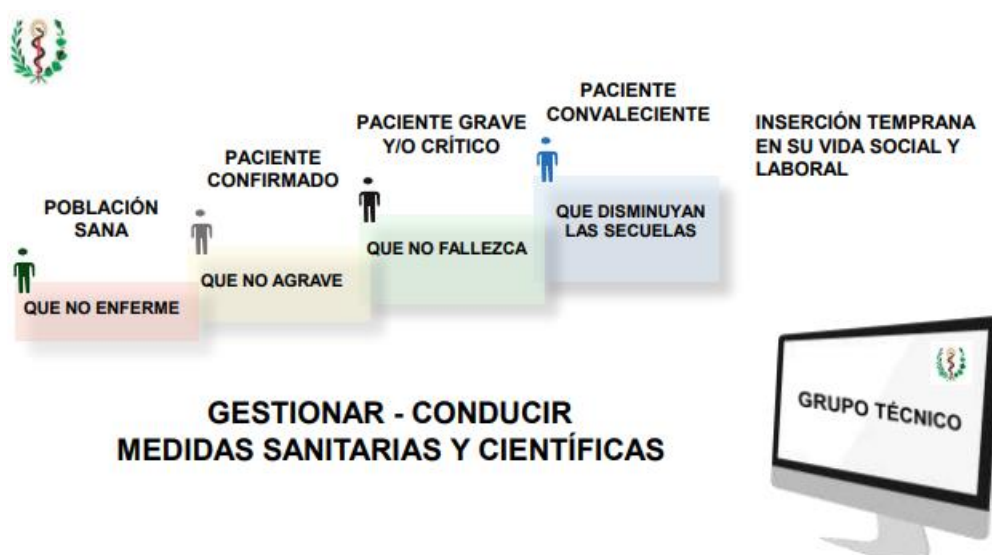 POBLACIÓN
SANA
QUE NO ENFERME
PACIENTE
CONFIRMADO
QUE NO AGRAVE
PACIENTE GRAVE
Y/O CRÍTICO
QUE NO FALLEZCA
PACIENTE
CONVALECIENTE
QUE DISMINUYAN
LAS SECUELAS
INSERCIÓN TEMPRANA
EN SU VIDA SOCIAL Y
LABORAL
GESTIONAR - CONDUCIR
MEDIDAS SANITARIAS Y CIENTÍFICAS
GRUPO TÉCNICO